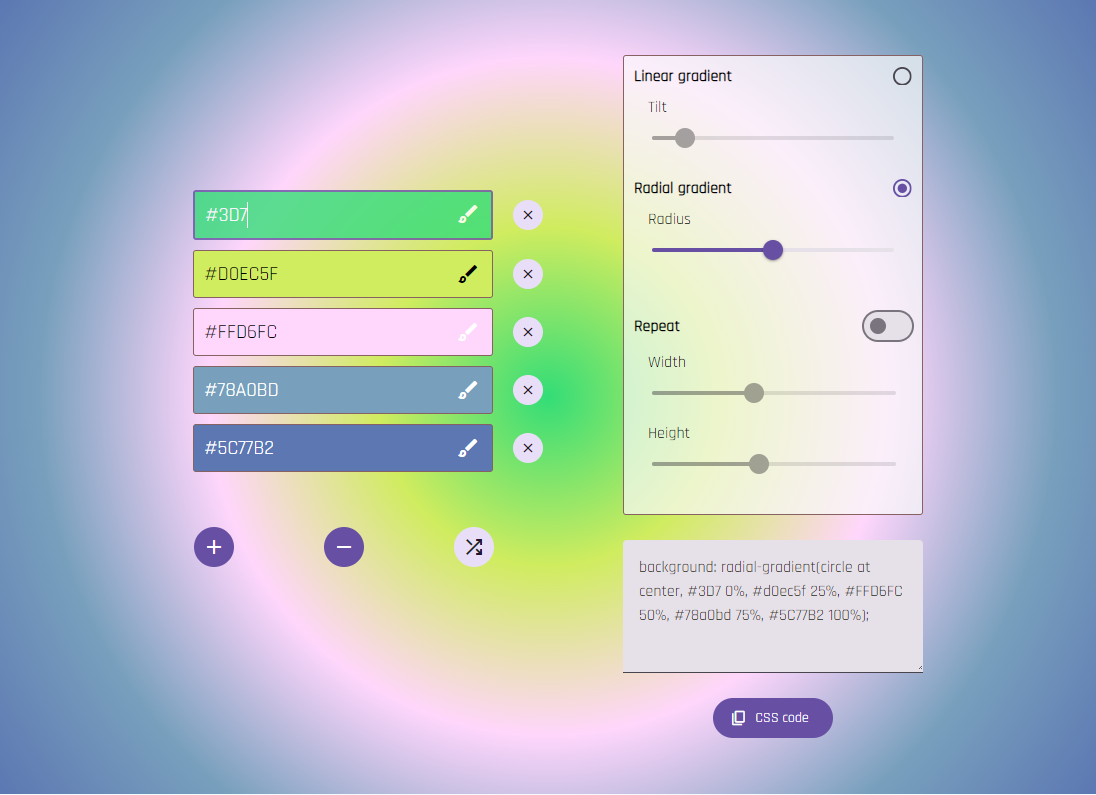 #3D7
#D0EC5F
#FFD6FC
#78A0BD
#5C77B2
Linear gradient
Tilt
Radial gradient
Radius
Repeat
Width
Height
background: radial-gradient(circle at
center, #3D7 0%, #d0ec5f 25%, #FFD6FC
50%, #78a0bd 75%, #5C77B2 100%);
CSS code